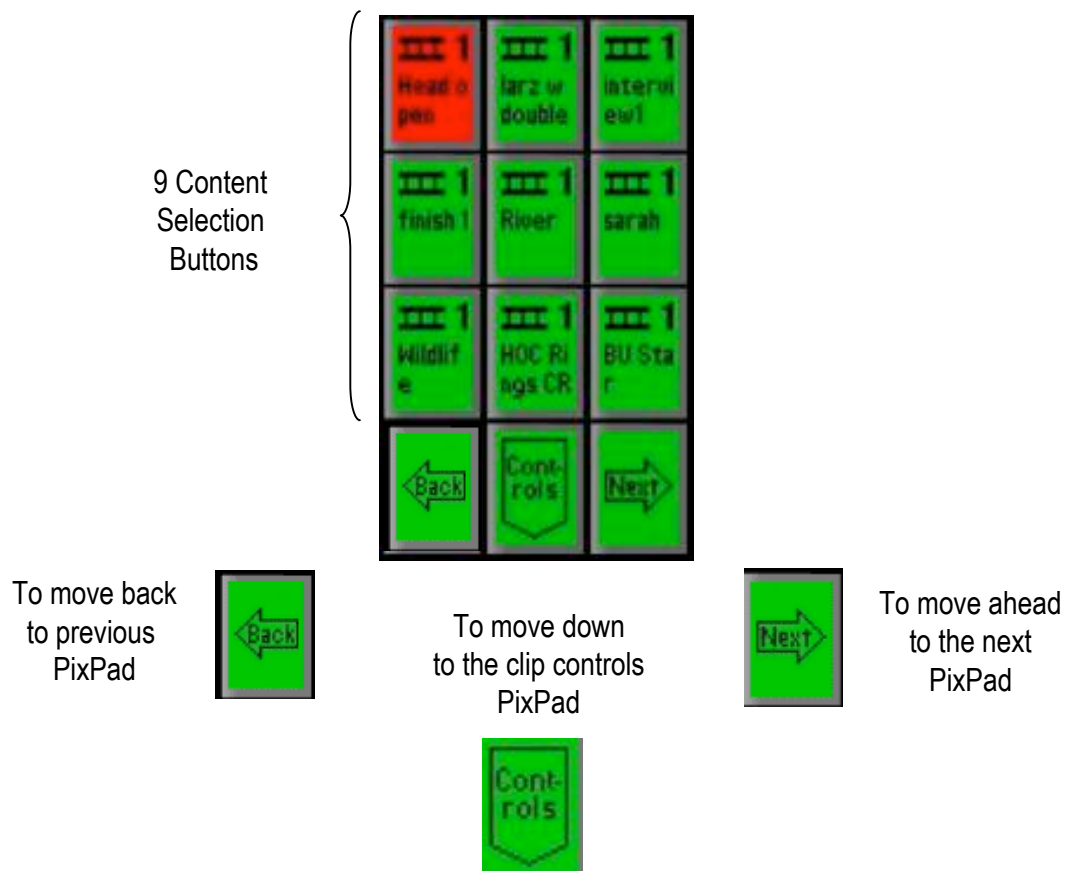 9 Content
Selection
Buttons
1
Head o
pen
1
larz w
double
1
intervi
ew1
1
finish 1
1
River
1
sarah
1
Wildlif
e
1
HOC Ri
ngs CR
1
BU Sta
r
Back
Cont-
rols
Next
To move back
to previous
PixPad
Back
To move down
to the clip controls
PixPad
Next
To move ahead
to the next
PixPad
Cont-
rols